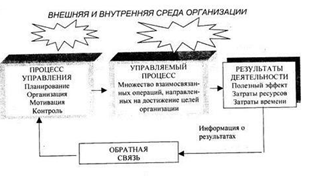 ВНЕШНЯЯ И ВНУТРЕННЯЯ СРЕДА ОРГАНИЗАЦИИ
ПРОЦЕСС
УПРАВЛЕНИЯ
Планирование
Организация
Мотивация
Контроль
УПРАВЛЯЕМЫЙ
ПРОЦЕСС
Множество взаимосвязан-
ных операций, направлен-
ных на достижение целей
организации
РЕЗУЛЬТАТЫ
ДЕЯТЕЛЬНОСТИ
Полезный эффект
Затраты ресурсов
Затраты времени
Информация о
результатах
ОБРАТНАЯ
СВЯЗЬ